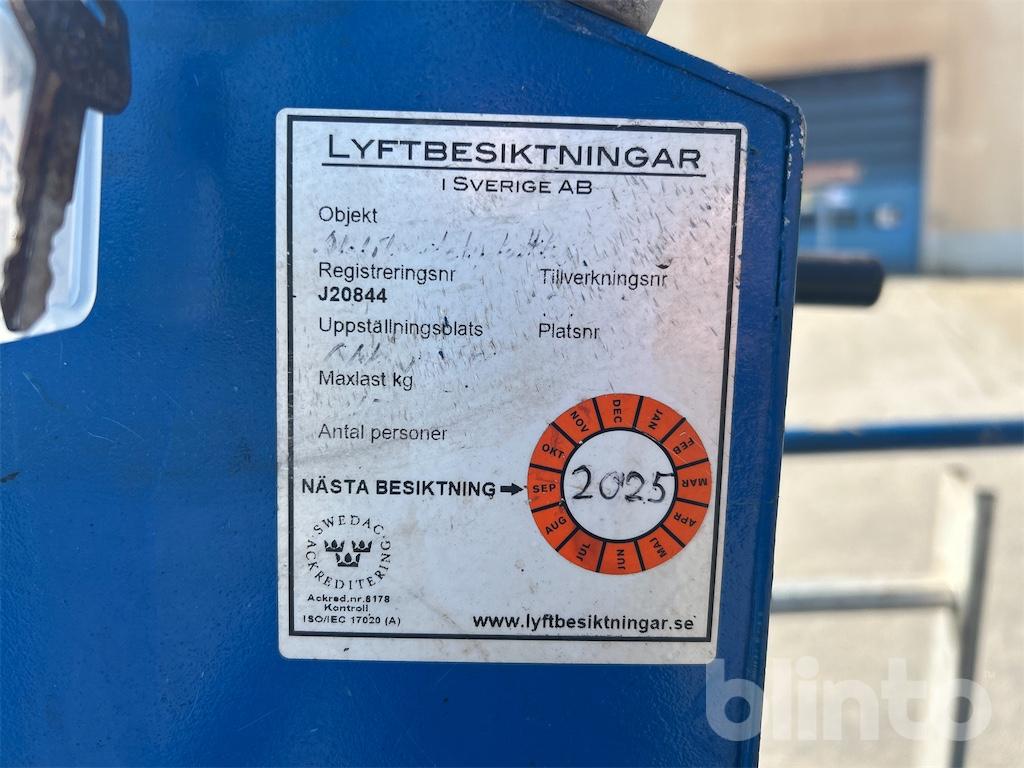 LYFTBESIKTNINGAR
I SVERIGE AB
Objekt
Registreringsnr
Tillverkningsnr
J20844
Uppställningsplats
Platsnr
Maxlast kg
Antal personer
NÄSTA BESIKTNING
JAN
FEB
MAR
APR
MAJ
JUN
JUL
AUG
SEP
OKT
NOV
DEC
2025
SWEDAC
ACKREDITERING
Ackred.nr.8178
Kontroll
ISO/IEC 17020 (A)
www.lyftbesiktningar.se
blinto